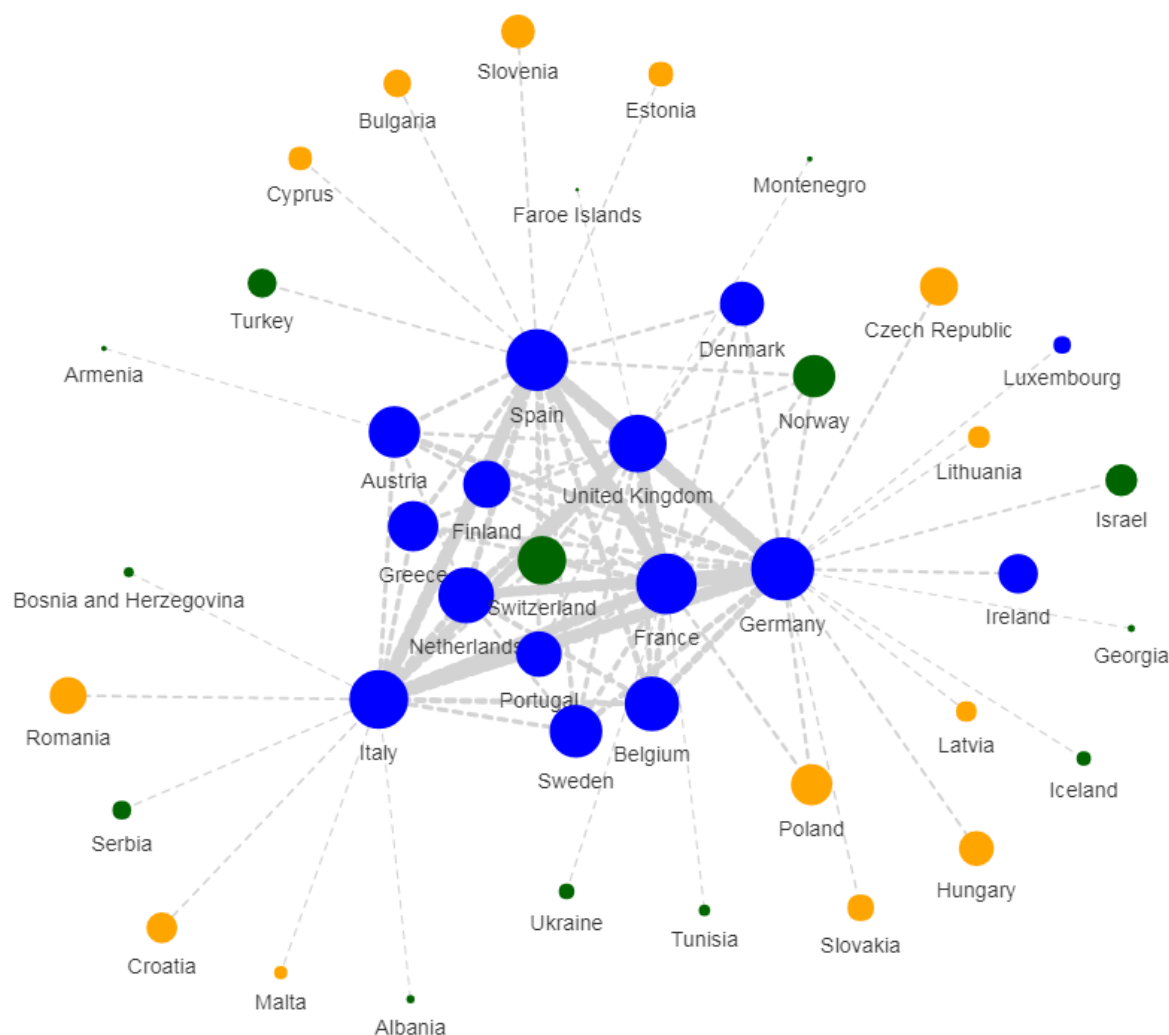 Slovenia
Estonia
Bulgaria
Montenegro
Cyprus
Faroe Islands
Turkey
Czech Republic
Denmark
Armenia
Luxembourg
Spain
Norway
Lithuania
Austria
United Kingdom
Israel
Finland
Greece
Bosnia and Herzegovina
Switzerland
Ireland
Germany
France
Netherlands
Georgia
Portugal
Romania
Latvia
Italy
Belgium
Sweden
Iceland
Poland
Serbia
Hungary
Ukraine
Tunisia
Slovakia
Croatia
Malta
Albania